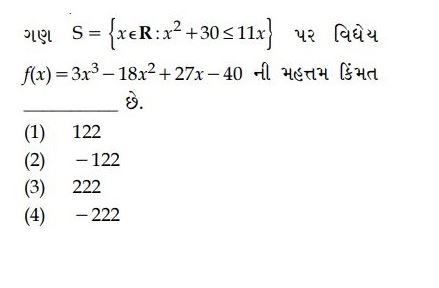 ગણ S = {xϵR : x² + 30 ≤ 11x} પર વિધેય
f(x) = 3x³ – 18x² + 27x – 40 ની મહત્તમ કિંમત
__________ છે.
(1) 122
(2) – 122
(3) 222
(4) – 222